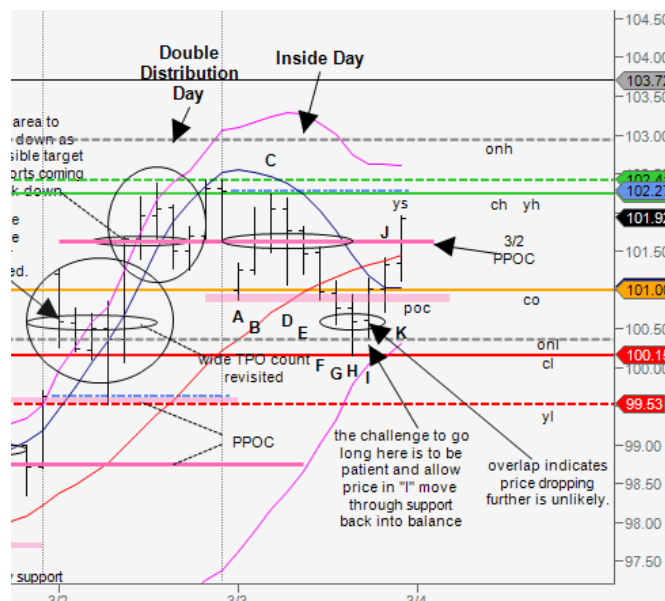 104.50
104.00
103.72
103.50
103.00
102.27
101.92
101.50
100.50
100.15
100.00
99.53
99.00
98.50
98.00
97.50
Double
Distribution
Day
Inside Day
area to
down as
sible target
orts coming
k down
e
e
ed.
C
onh
ys
ch yh
J
3/2
PPOC
co
poc
A
B
D
E
F
G
H
I
K
onl
cl
yl
wide TPO count
revisited
PPOC
the challenge to go
long here is to be
patient and allow
price in "I" move
through support
back into balance
overlap indicates
price dropping
further is unlikely.
support
3/2
3/3
3/4